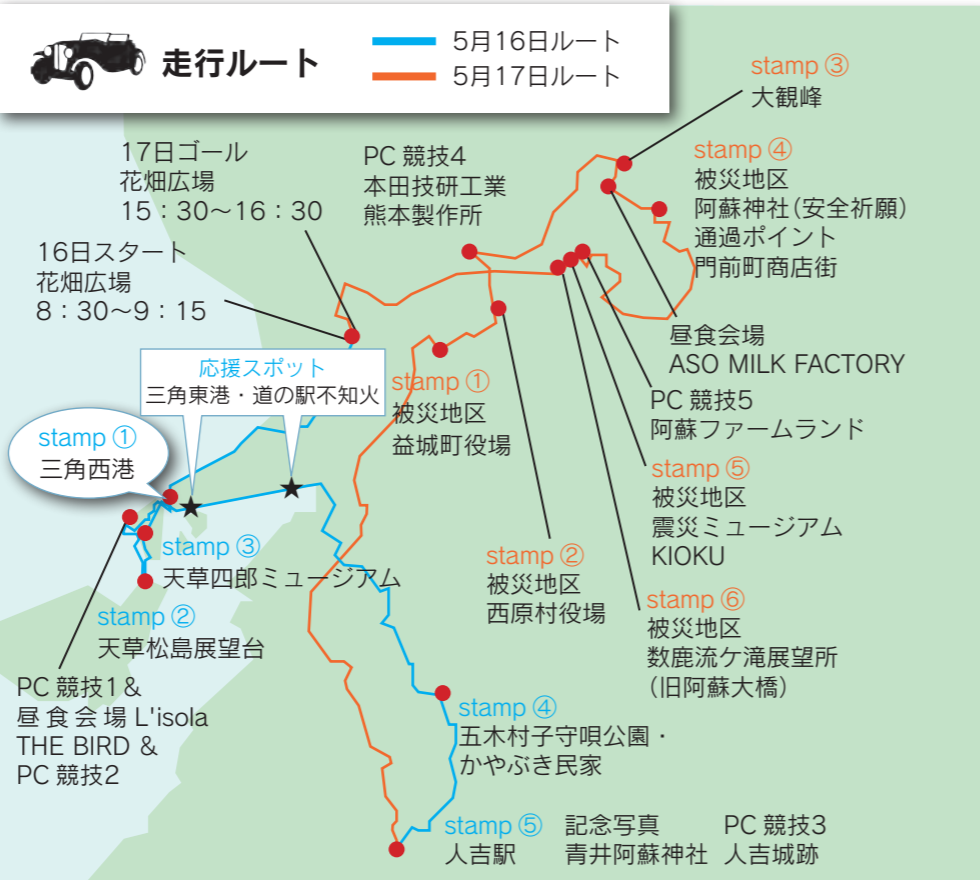 走行ルート
5月16日ルート
5月17日ルート
stamp ③
大観峰
17日ゴール
花畑広場
15：30〜16：30
PC 競技4
本田技研工業
熊本製作所
stamp ④
被災地区
阿蘇神社（安全祈願）
通過ポイント
門前町商店街
16日スタート
花畑広場
8：30〜9：15
昼食会場
ASO MILK FACTORY
応援スポット
三角東港・道の駅不知火
stamp ①
被災地区
益城町役場
PC 競技5
阿蘇ファームランド
stamp ①
三角西港
stamp ⑤
被災地区
震災ミュージアム
KIOKU
stamp ③
天草四郎ミュージアム
stamp ②
被災地区
西原村役場
stamp ⑥
被災地区
数鹿流ケ滝展望所
（旧阿蘇大橋）
stamp ②
天草松島展望台
PC 競技1＆
昼食会場 L'isola
THE BIRD ＆
PC 競技2
stamp ④
五木村子守唄公園・
かやぶき民家
stamp ⑤
人吉駅
記念写真
青井阿蘇神社
PC 競技3
人吉城跡